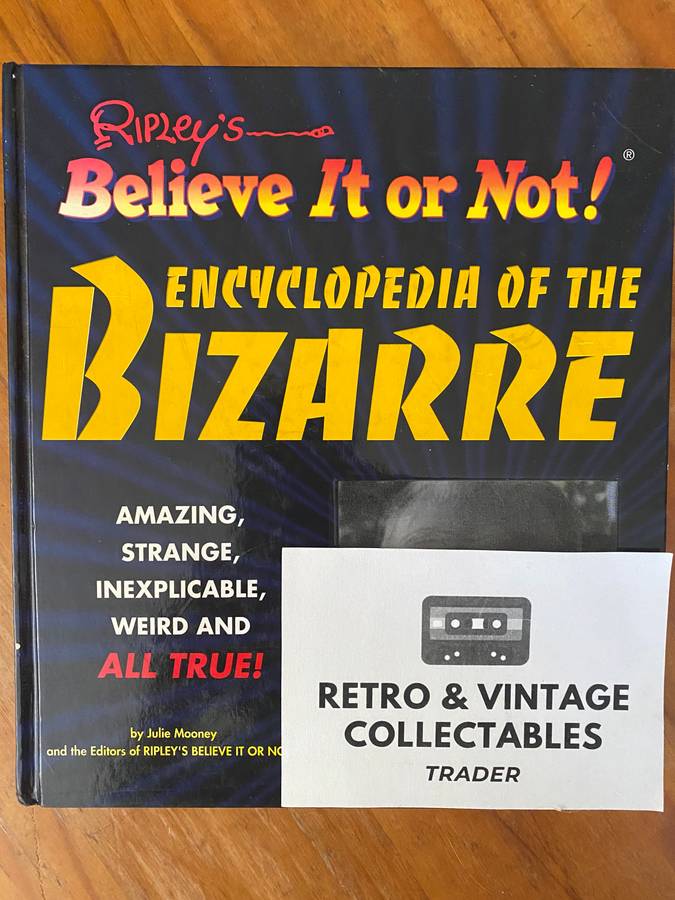 RIPLEY'S
Believe It or Not! ®
ENCYCLOPEDIA OF THE
BIZARRE
AMAZING,
STRANGE,
INEXPLICABLE,
WEIRD AND
ALL TRUE!
by Julie Mooney
and the Editors of RIPLEY'S BELIEVE IT OR NO
RETRO & VINTAGE
COLLECTABLES
TRADER